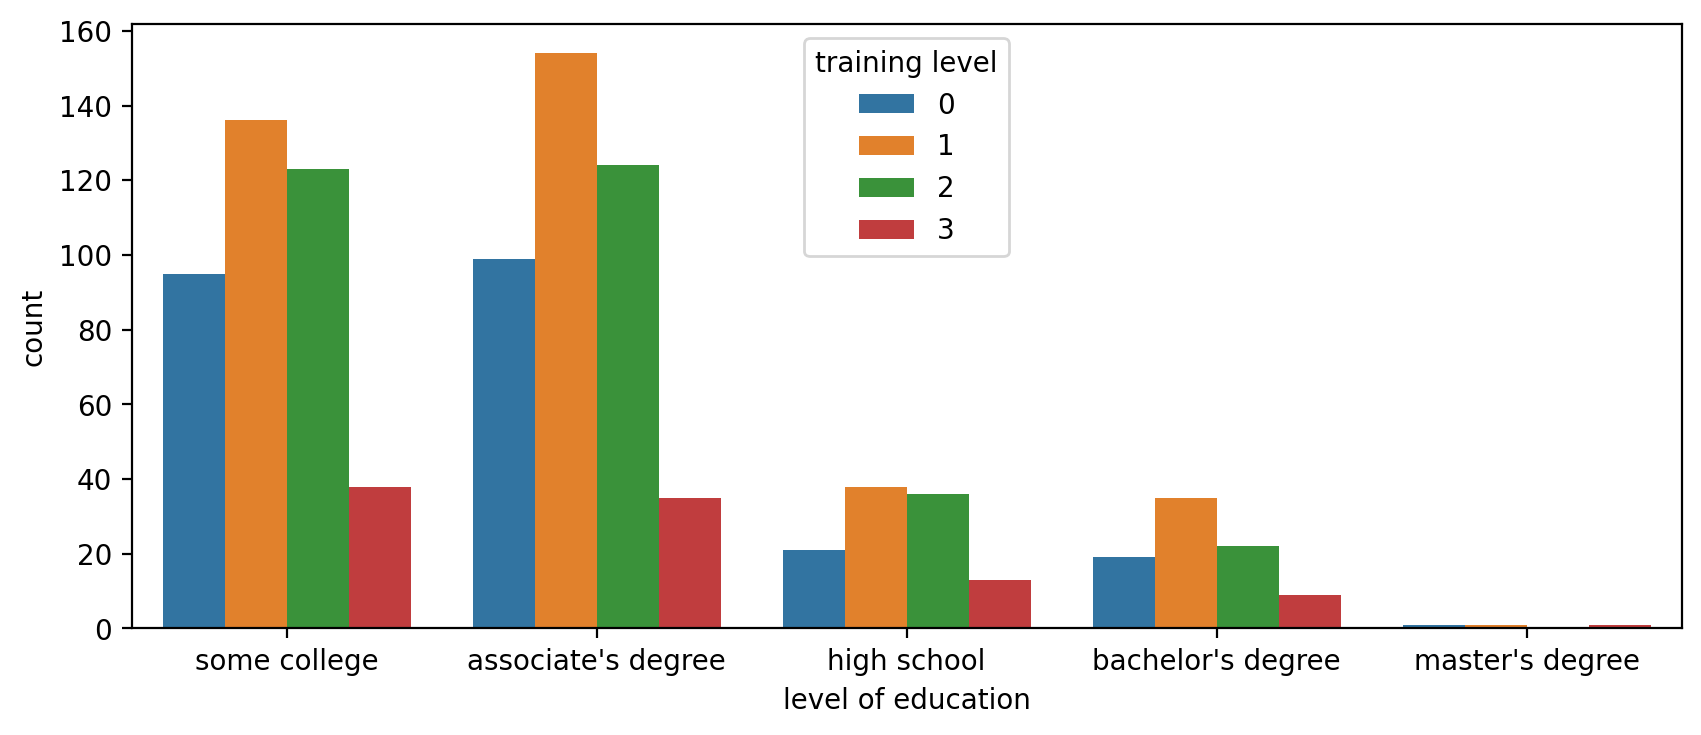 160
140
120
100
80
60
40
20
0
count
training level
0
1
2
3
some college
associate's degree
high school
bachelor's degree
master's degree
level of education